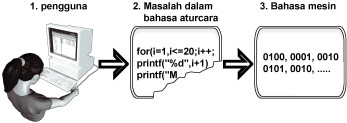 1. pengguna
2. Masalah dalam
bahasa aturcara
3. Bahasa mesin
for(i=1,i<=20;i++;
printf("%d",i+1)
printf("M
0100, 0001, 0010
0101, 0010, .....